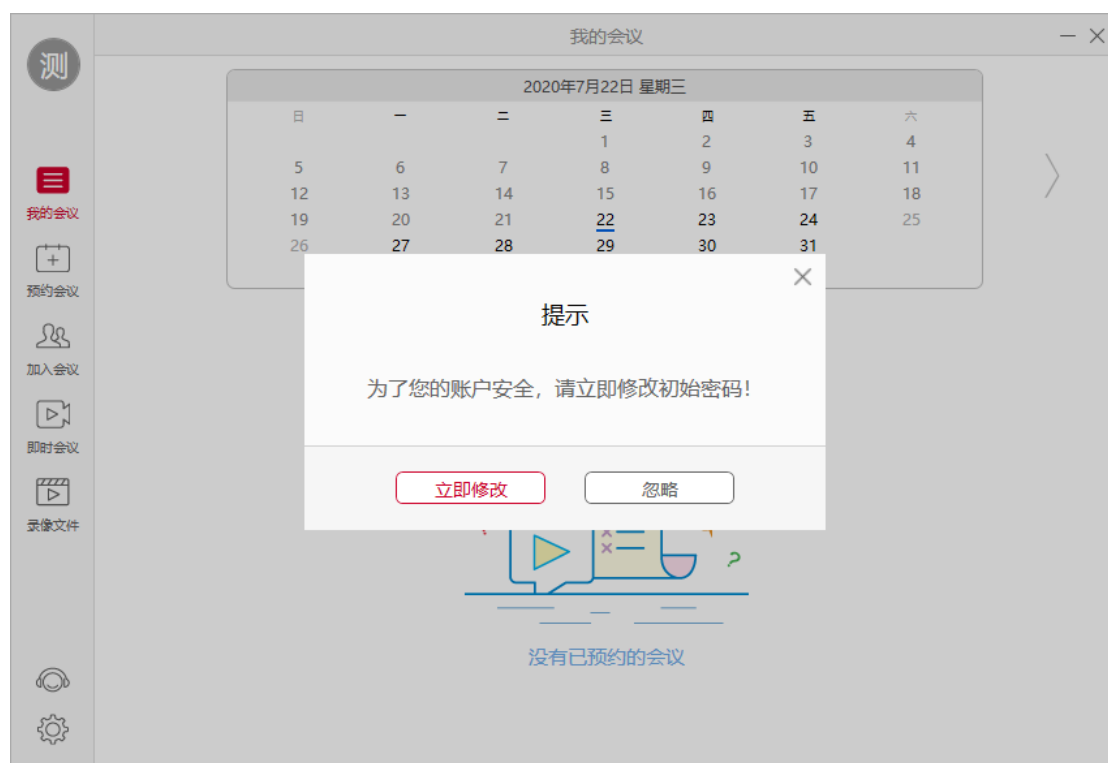 我的会议
测
2020年7月22日 星期三
日 一 二 三 四 五 六
1 2 3 4
5 6 7 8 9 10 11
12 13 14 15 16 17 18
19 20 21 22 23 24 25
26 27 28 29 30 31
我的会议
预约会议
加入会议
即时会议
录像文件
提示
为了您的账户安全，请立即修改初始密码！
立即修改
忽略
没有已预约的会议